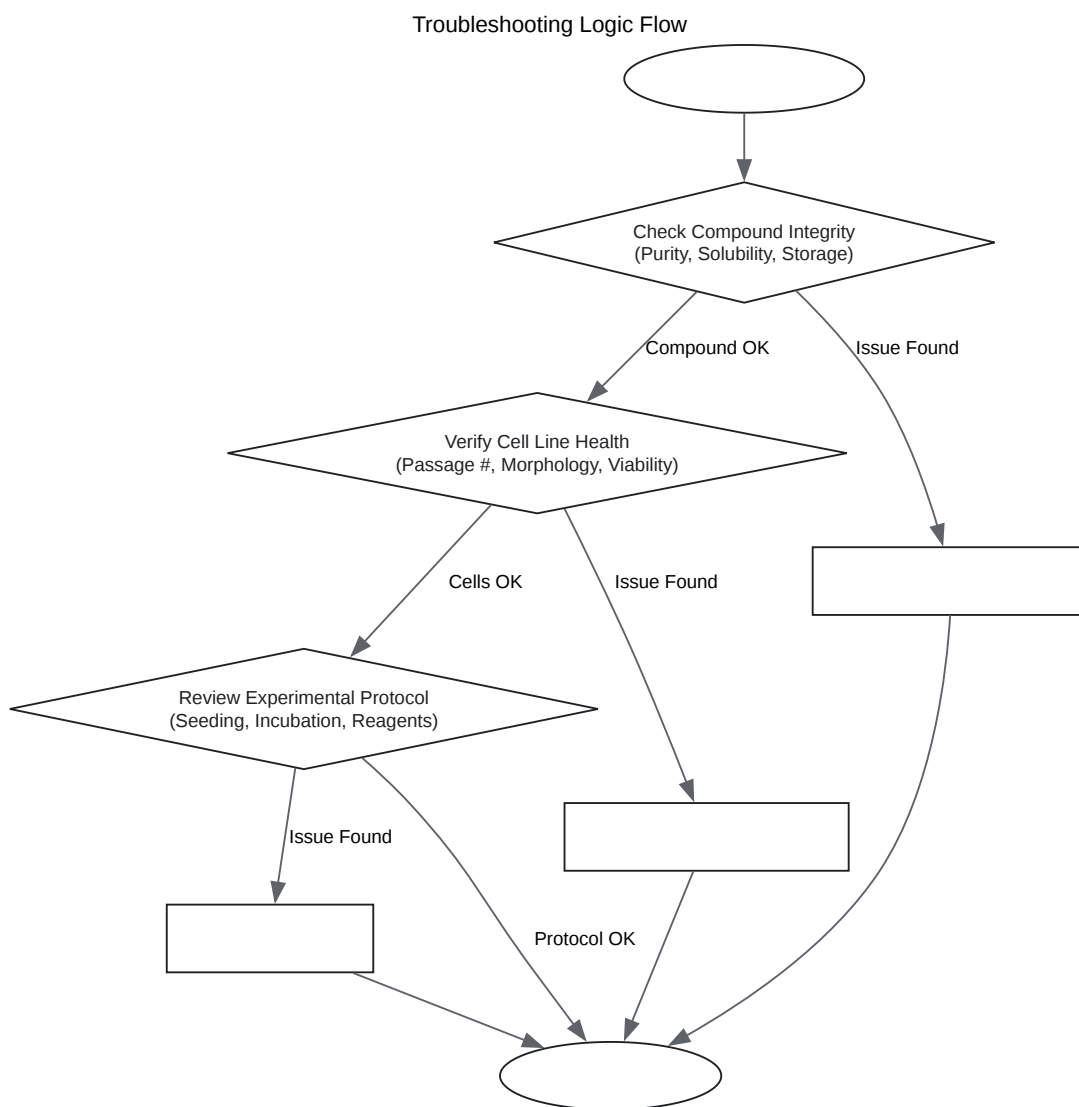 Troubleshooting Logic Flow
Check Compound Integrity
(Purity, Solubility, Storage)
Compound OK
Issue Found
Verify Cell Line Health
(Passage #, Morphology, Viability)
Cells OK
Issue Found
Review Experimental Protocol
(Seeding, Incubation, Reagents)
Issue Found
Protocol OK